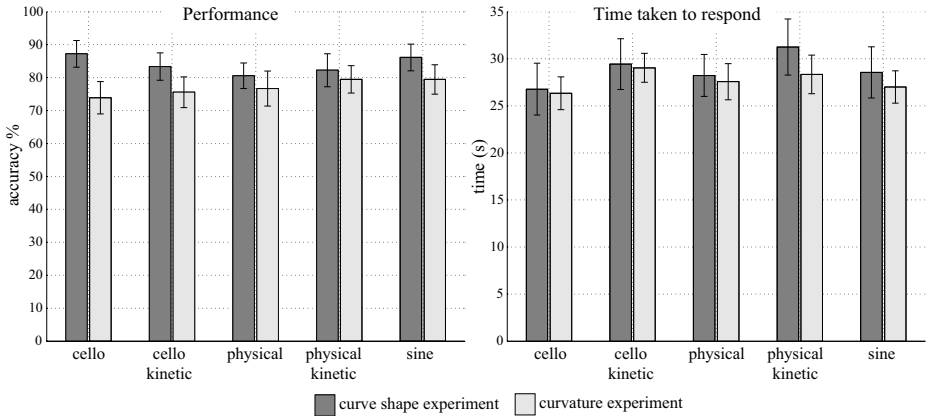 Performance
accuracy %
100
90
80
70
60
50
40
30
20
10
0
cello
cello kinetic
physical
physical kinetic
sine
Time taken to respond
time (s)
35
30
25
20
15
10
5
0
cello
cello kinetic
physical
physical kinetic
sine
curve shape experiment
curvature experiment